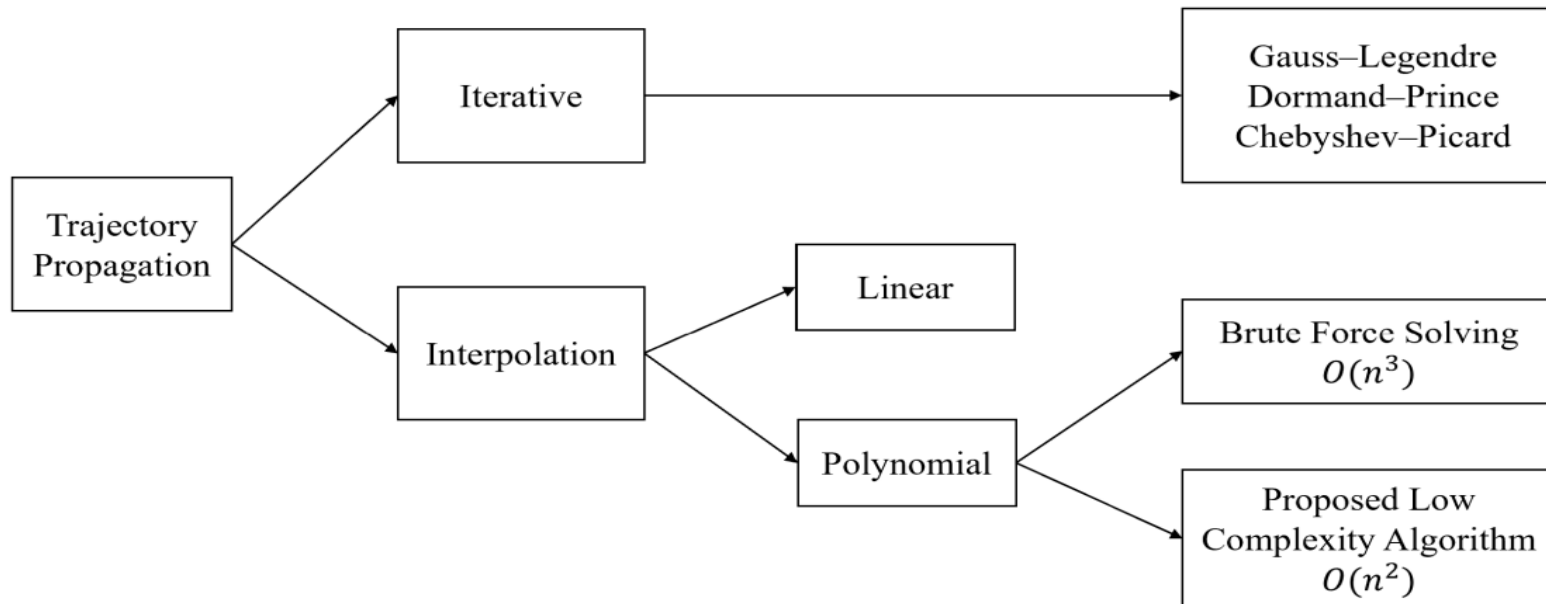 Trajectory
Propagation
Iterative
Gauss–Legendre
Dormand–Prince
Chebyshev–Picard
Interpolation
Linear
Polynomial
Brute Force Solving
O(n³)
Proposed Low
Complexity Algorithm
O(n²)